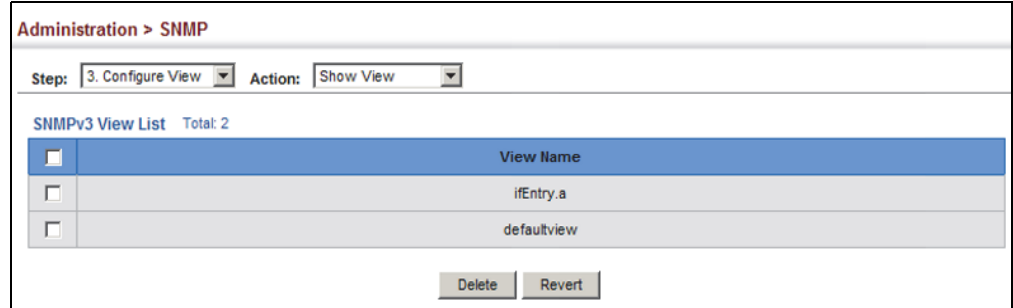 Administration > SNMP
Step: 3. Configure View Action: Show View
SNMPv3 View List Total: 2
View Name
ifEntry.a
defaultview
Delete Revert